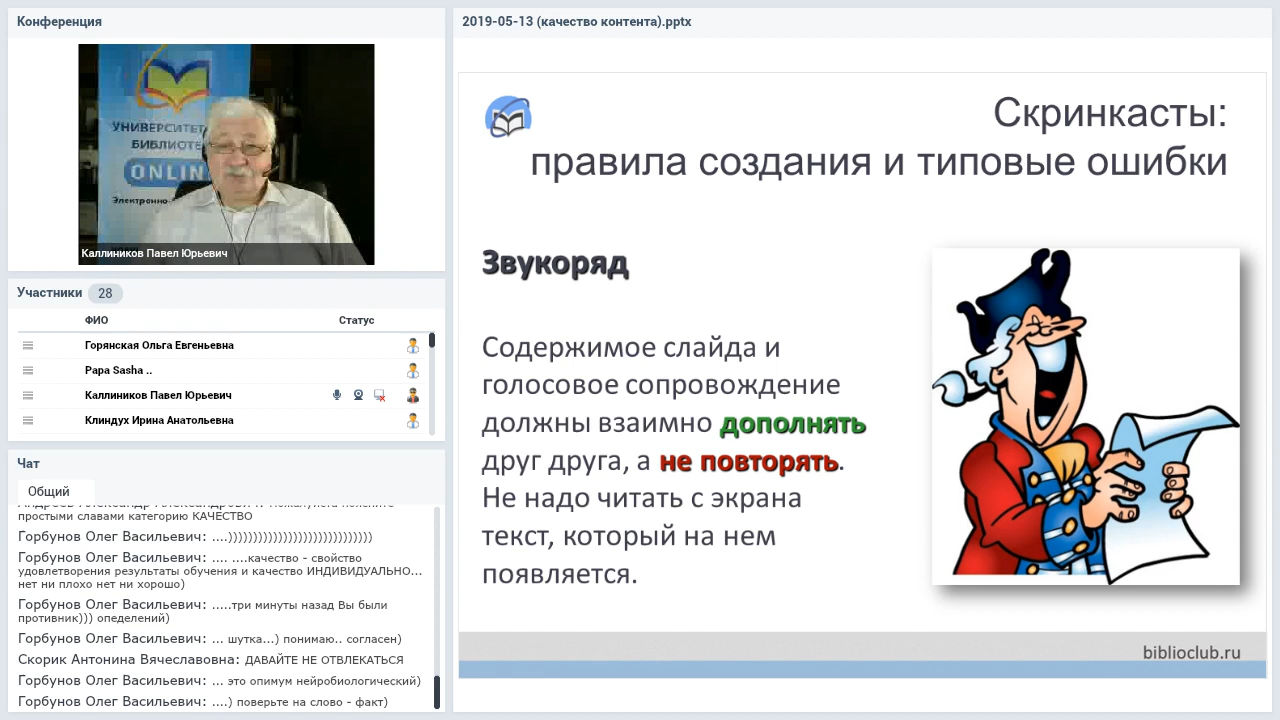 Конференция
УНИВЕРСИТЕТ
БИБЛИОТЕ
ONLIN
Электронно-
Каллиников Павел Юрьевич
Участники 28
ФИО Статус
Горянская Ольга Евгеньевна
Papa Sasha ..
Каллиников Павел Юрьевич
Клиндух Ирина Анатольевна
Чат
Общий
простыми славами категорию КАЧЕСТВО
Горбунов Олег Васильевич: ....)))))))))))))))))))))))))))))
Горбунов Олег Васильевич: .... ....качество - свойство
удовлетворения результаты обучения и качество ИНДИВИДУАЛЬНО...
нет ни плохо нет ни хорошо)
Горбунов Олег Васильевич: .....три минуты назад Вы были
противник))) опеделений)
Горбунов Олег Васильевич: ... шутка...) понимаю.. согласен)
Скорик Антонина Вячеславовна: ДАВАЙТЕ НЕ ОТВЛЕКАТЬСЯ
Горбунов Олег Васильевич: ... это опимум нейробиологический)
Горбунов Олег Васильевич: ....) поверьте на слово - факт)
2019-05-13 (качество контента).pptx
Скринкасты:
правила создания и типовые ошибки
Звукоряд
Содержимое слайда и
голосовое сопровождение
должны взаимно дополнять
друг друга, а не повторять.
Не надо читать с экрана
текст, который на нем
появляется.
biblioclub.ru